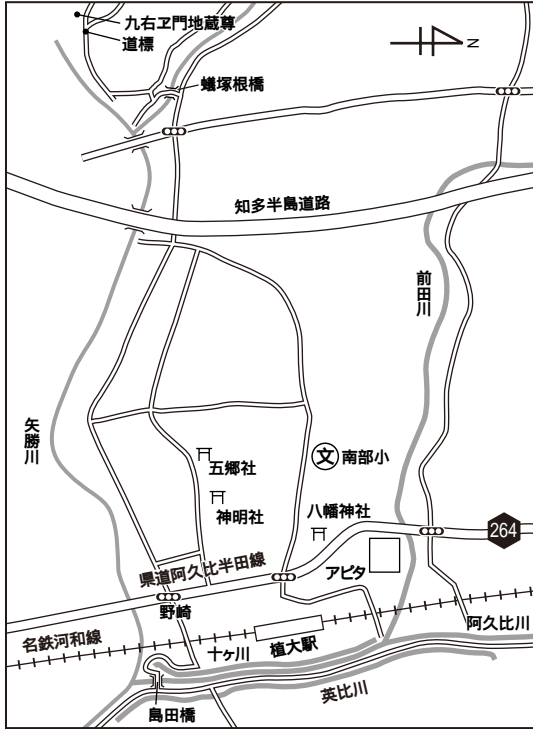 九右ヱ門地蔵尊
道標
N
蟻塚根橋
知多半島道路
前田川
矢勝川
文 南部小
五郷社
神明社
八幡神社
264
県道阿久比半田線
アピタ
野崎
名鉄河和線
阿久比川
十ヶ川
植大駅
英比川
島田橋